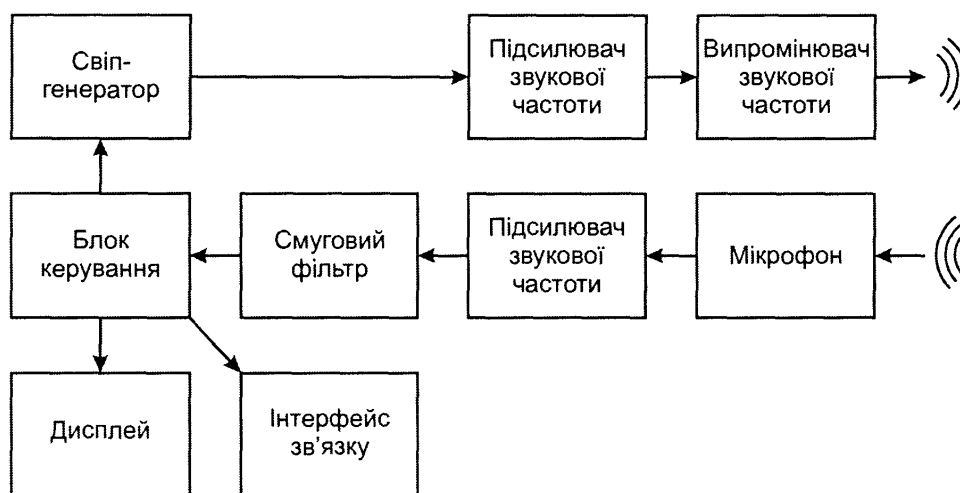 Свіп-
генератор
Підсилювач
звукової
частоти
Випромінювач
звукової
частоти
Блок
керування
Смуговий
фільтр
Підсилювач
звукової
частоти
Мікрофон
Дисплей
Інтерфейс
зв'язку